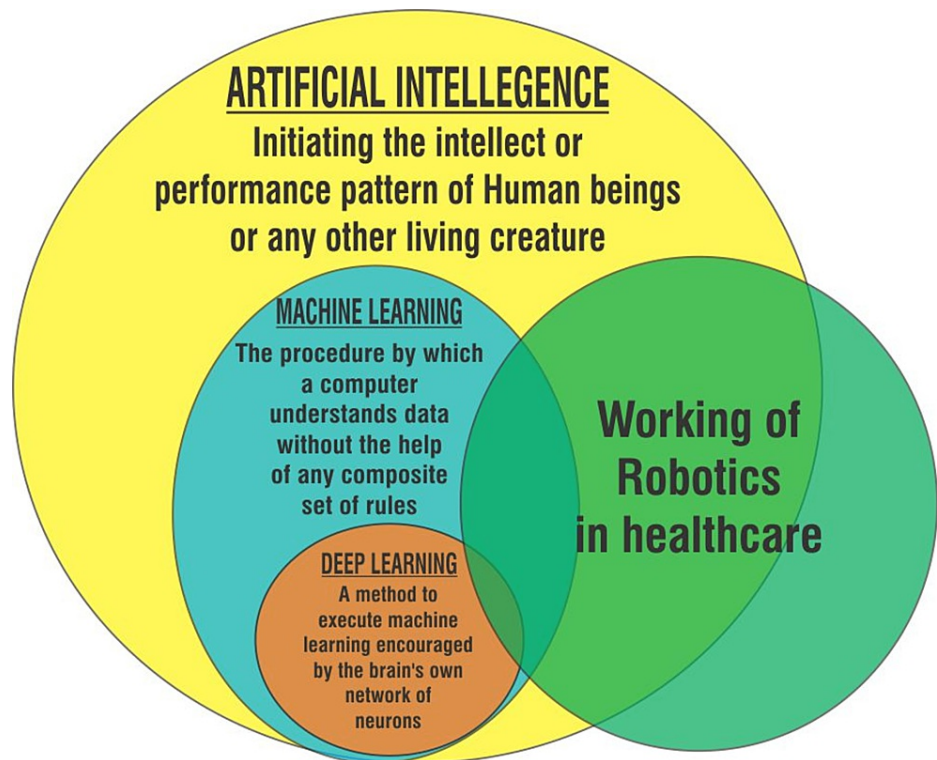 ARTIFICIAL INTELLEGENCE
Initiating the intellect or
performance pattern of Human beings
or any other living creature
MACHINE LEARNING
The procedure by which
a computer
understands data
without the help
of any composite
set of rules
DEEP LEARNING
A method to
execute machine
learning encouraged
by the brain's own
network of
neurons
Working of
Robotics
in healthcare